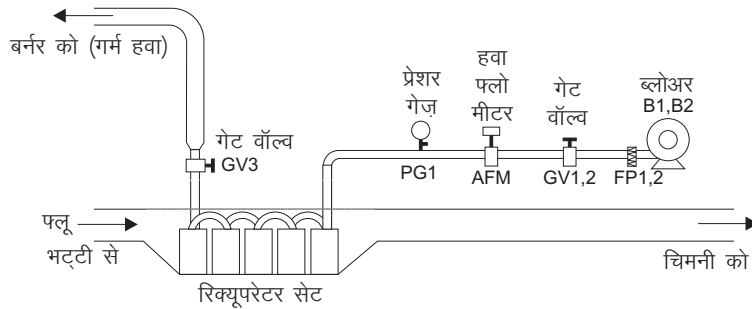 बर्नर को (गर्म हवा)
गेट वॉल्व
GV3
प्रेशर
गेज़
PG1
हवा
फ्लो
मीटर
AFM
गेट
वॉल्व
GV1,2
FP1,2
ब्लोअर
B1,B2
फ्लू
भट्टी से
रिक्यूपरेटर सेट
चिमनी को